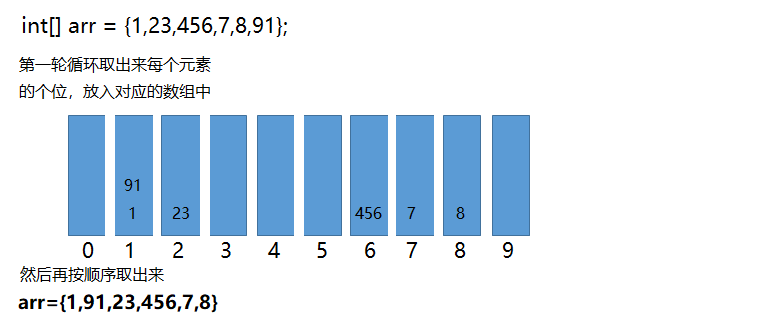 int[] arr = {1,23,456,7,8,91};
第一轮循环取出来每个元素
的个位，放入对应的数组中
91
1 23 456 7 8
0 1 2 3 4 5 6 7 8 9
然后再按顺序取出来
arr={1,91,23,456,7,8}